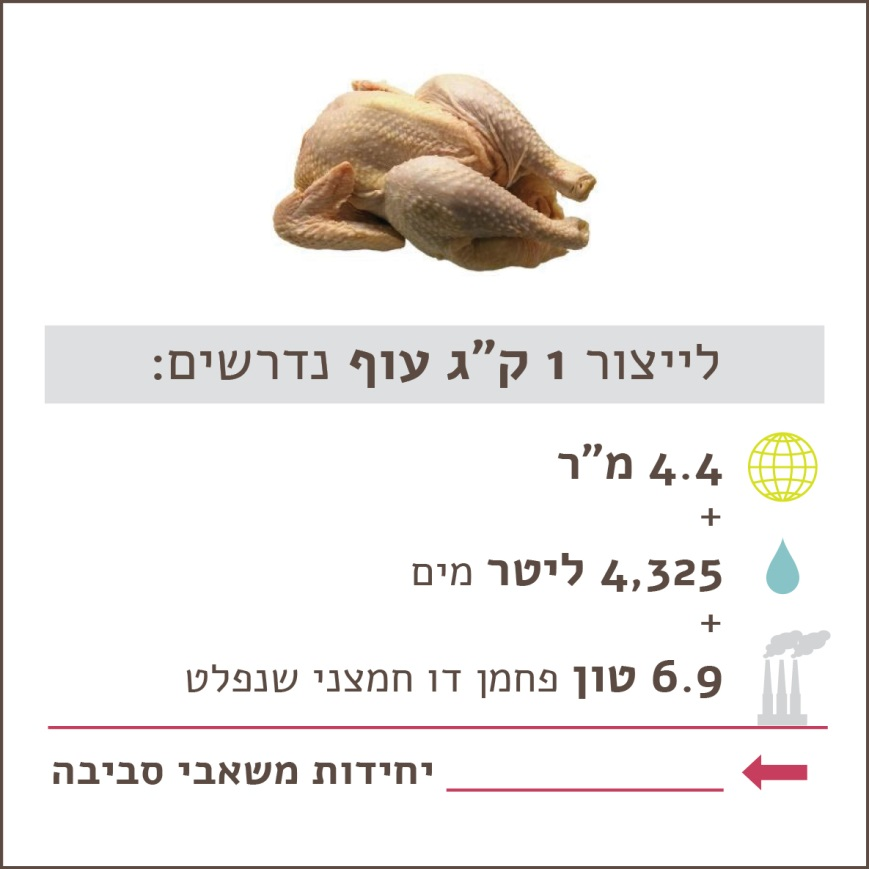 לייצור 1 ק"ג עוף נדרשים:
4.4 מ"ר
+
4,325 ליטר מים
+
6.9 טון פחמן דו חמצני שנפלט
_______________ יחידות משאבי סביבה